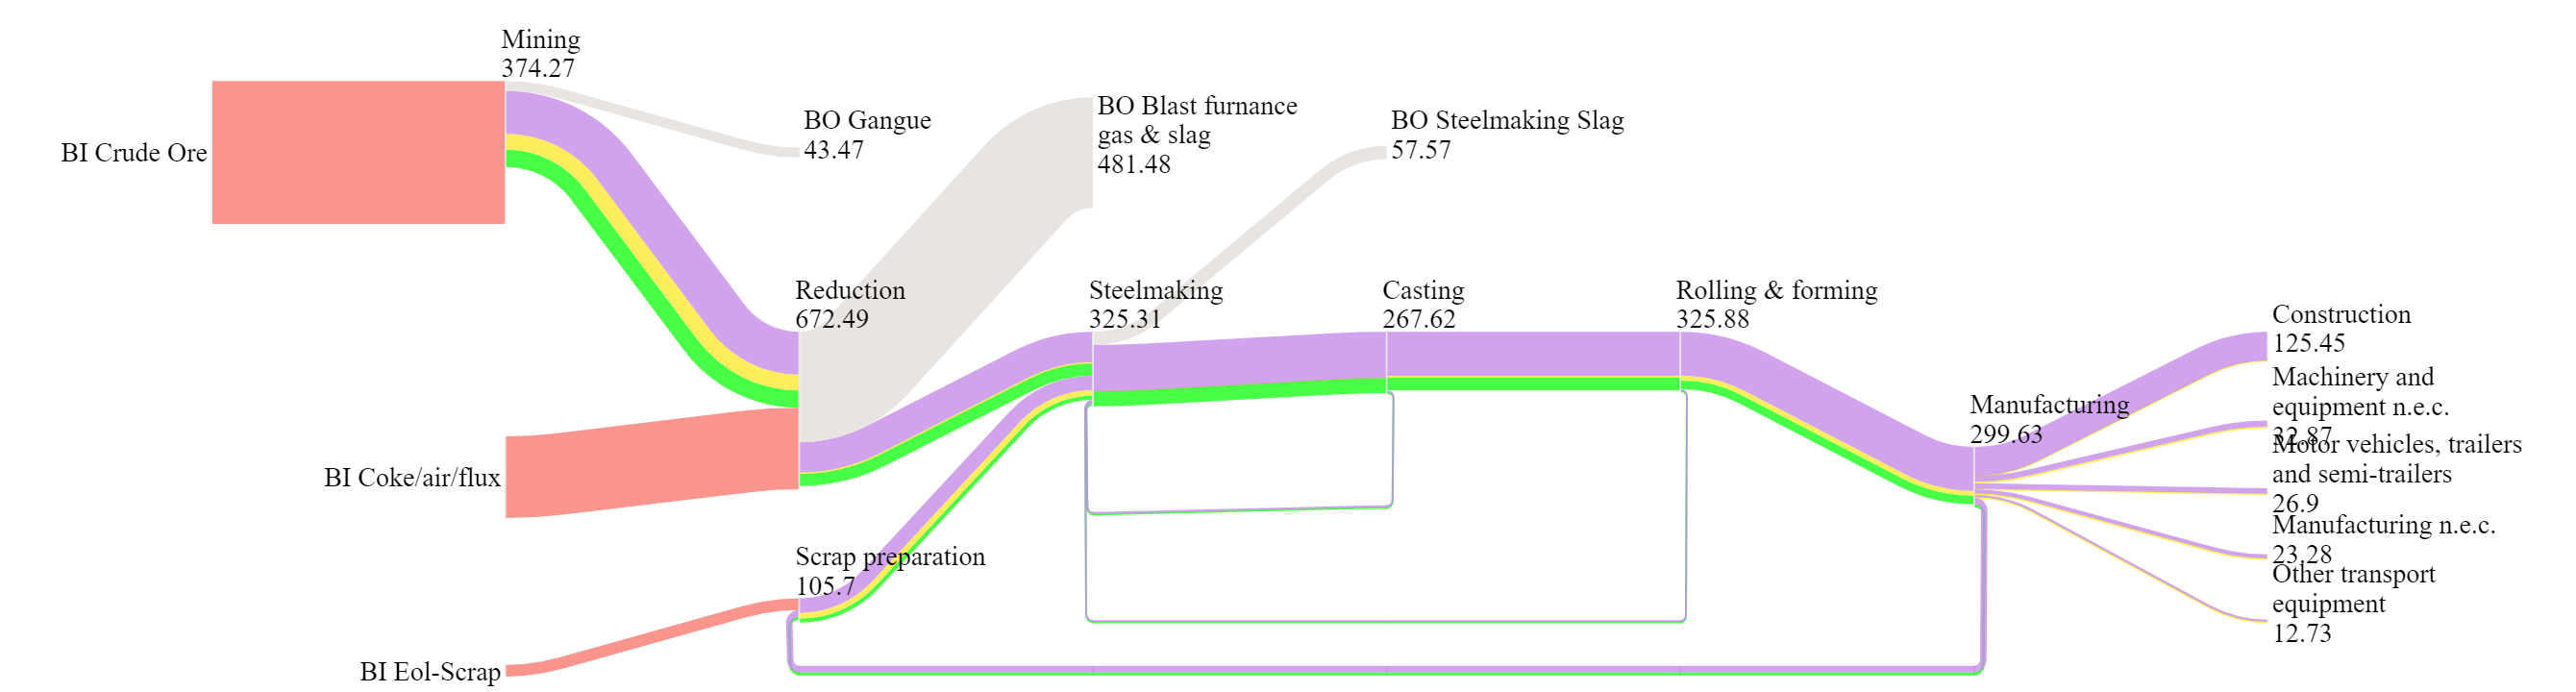 Mining
374.27
BI Crude Ore
BO Gangue
43.47
BO Blast furnance
gas & slag
481.48
BO Steelmaking Slag
57.57
Reduction
672.49
Steelmaking
325.31
Casting
267.62
Rolling & forming
325.88
Manufacturing
299.63
Construction
125.45
Machinery and
equipment n.e.c.
32.87
Motor vehicles, trailers
and semi-trailers
26.9
Manufacturing n.e.c.
23.28
Other transport
equipment
12.73
BI Coke/air/flux
Scrap preparation
105.7
BI Eol-Scrap